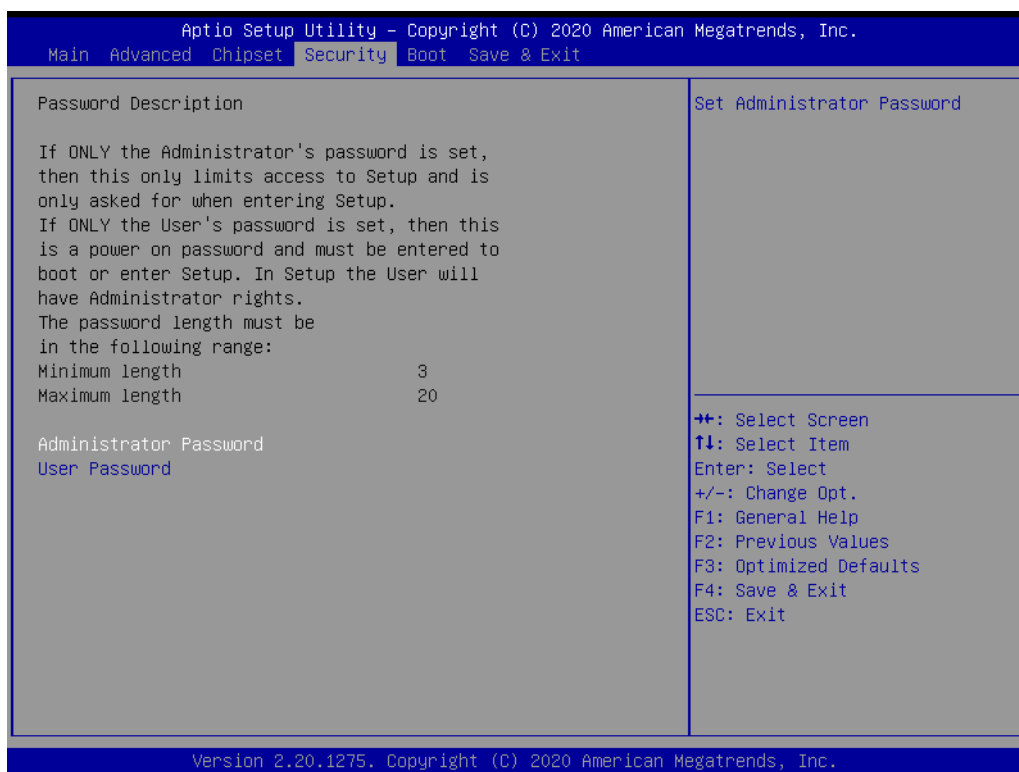 Aptio Setup Utility – Copyright (C) 2020 American Megatrends, Inc.
Main Advanced Chipset Security Boot Save & Exit
Password Description
If ONLY the Administrator's password is set,
then this only limits access to Setup and is
only asked for when entering Setup.
If ONLY the User's password is set, then this
is a power on password and must be entered to
boot or enter Setup. In Setup the User will
have Administrator rights.
The password length must be
in the following range:
Minimum length 3
Maximum length 20
Administrator Password
User Password
Set Administrator Password
→←: Select Screen
↑↓: Select Item
Enter: Select
+/-: Change Opt.
F1: General Help
F2: Previous Values
F3: Optimized Defaults
F4: Save & Exit
ESC: Exit
Version 2.20.1275. Copyright (C) 2020 American Megatrends, Inc.